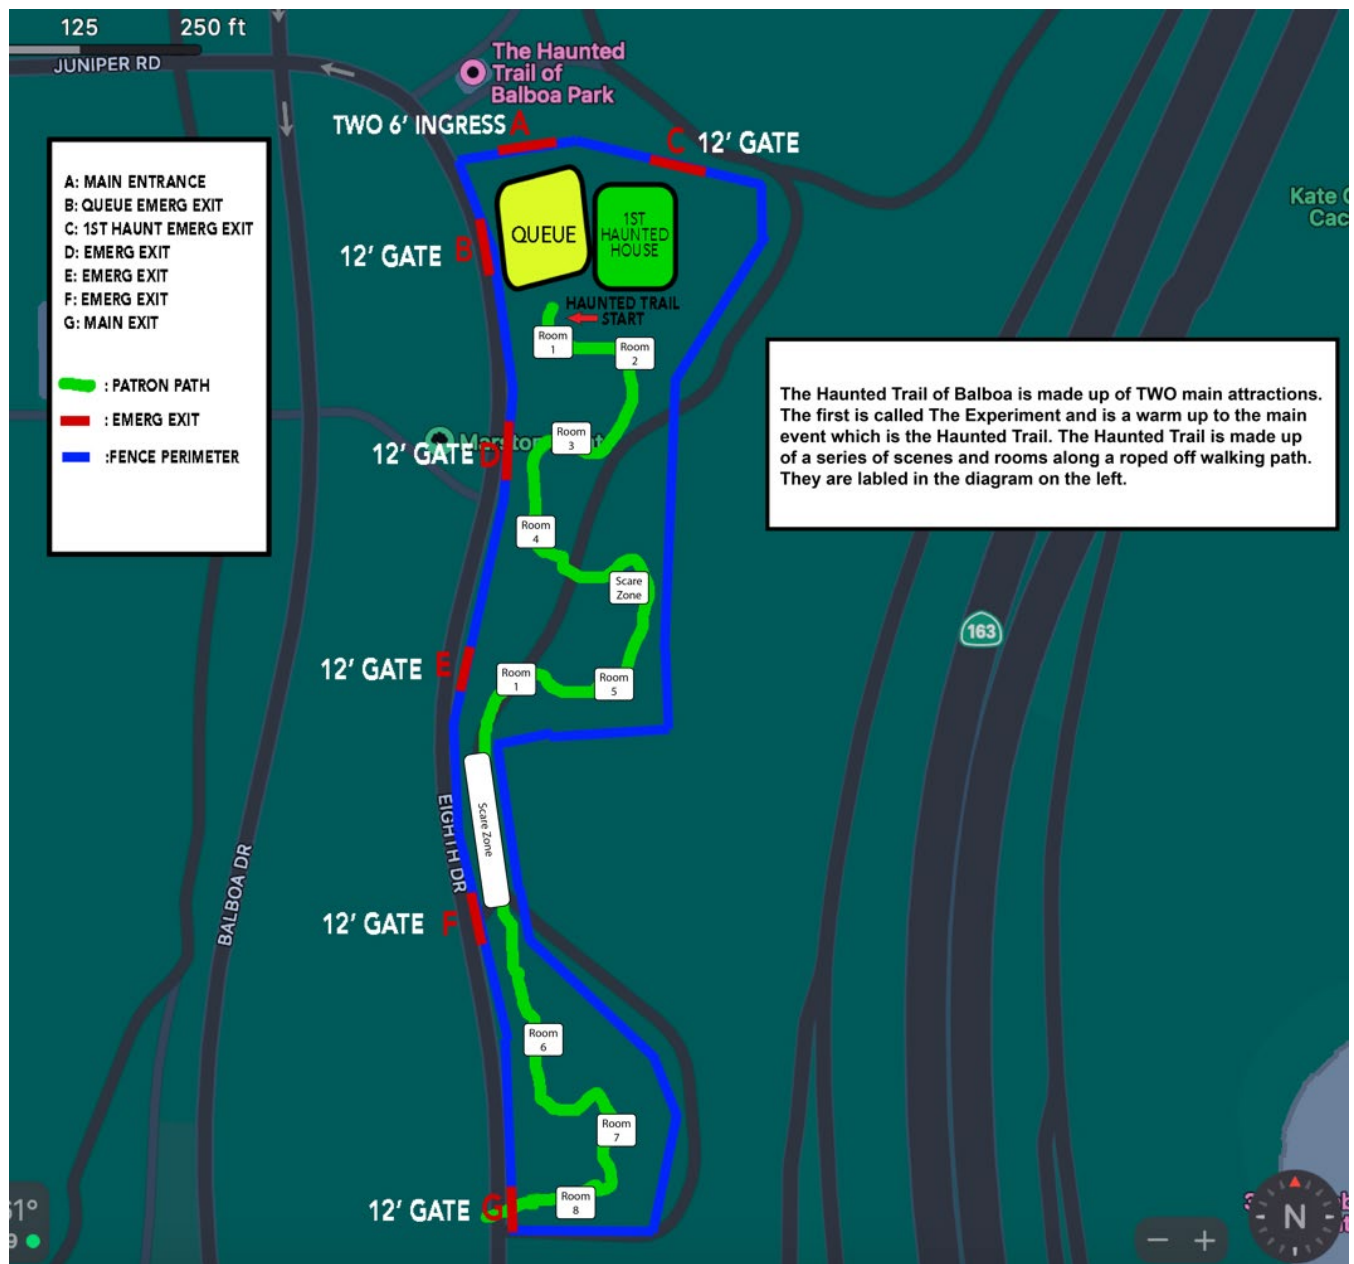 125
250 ft
JUNIPER RD
The Haunted
Trail of
Balboa Park
TWO 6' INGRESS A
C 12' GATE
Kate
Cac
A: MAIN ENTRANCE
B: QUEUE EMERG EXIT
C: 1ST HAUNT EMERG EXIT
D: EMERG EXIT
E: EMERG EXIT
F: EMERG EXIT
G: MAIN EXIT
: PATRON PATH
: EMERG EXIT
:FENCE PERIMETER
QUEUE
1ST
HAUNTED
HOUSE
12' GATE B
HAUNTED TRAIL
START
Room
1
Room
2
The Haunted Trail of Balboa is made up of TWO main attractions.
The first is called The Experiment and is a warm up to the main
event which is the Haunted Trail. The Haunted Trail is made up
of a series of scenes and rooms along a roped off walking path.
They are labled in the diagram on the left.
Room
3
12' GATE D
Room
4
Scare
Zone
163
12' GATE E
Room
1
Room
5
Scare Zone
EIGHTH DR
BALBOA DR
12' GATE F
Room
6
Room
7
Room
8
12' GATE G
N